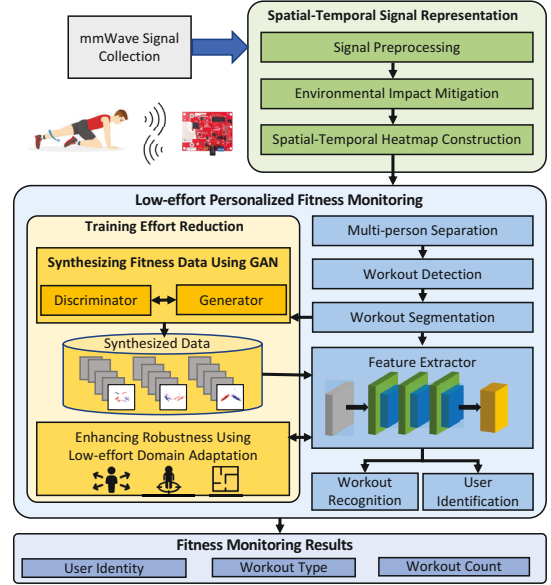 mmWave Signal
Collection
Spatial-Temporal Signal Representation
Signal Preprocessing
Environmental Impact Mitigation
Spatial-Temporal Heatmap Construction
Low-effort Personalized Fitness Monitoring
Training Effort Reduction
Synthesizing Fitness Data Using GAN
Discriminator
Generator
Synthesized Data
Enhancing Robustness Using
Low-effort Domain Adaptation
Multi-person Separation
Workout Detection
Workout Segmentation
Feature Extractor
Workout
Recognition
User
Identification
Fitness Monitoring Results
User Identity
Workout Type
Workout Count